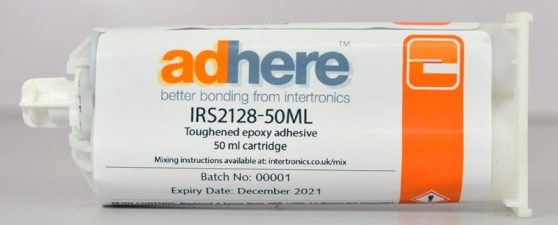 adhere™
better bonding from intertronics
IRS2128-50ML
Toughened epoxy adhesive
50 ml cartridge
Mixing instructions available at: intertronics.co.uk/mix
Batch No: 00001
Expiry Date: December 2021